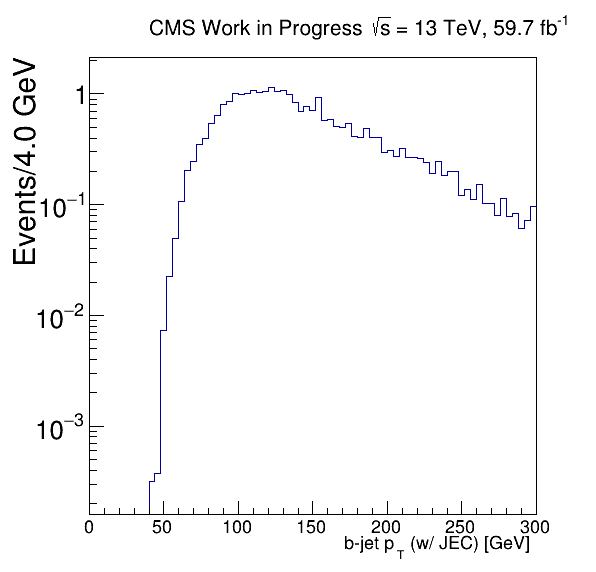 CMS Work in Progress √s = 13 TeV, 59.7 fb⁻¹
Events/4.0 GeV
1
10⁻¹
10⁻²
10⁻³
0 50 100 150 200 250 300
b-jet p_T (w/ JEC) [GeV]